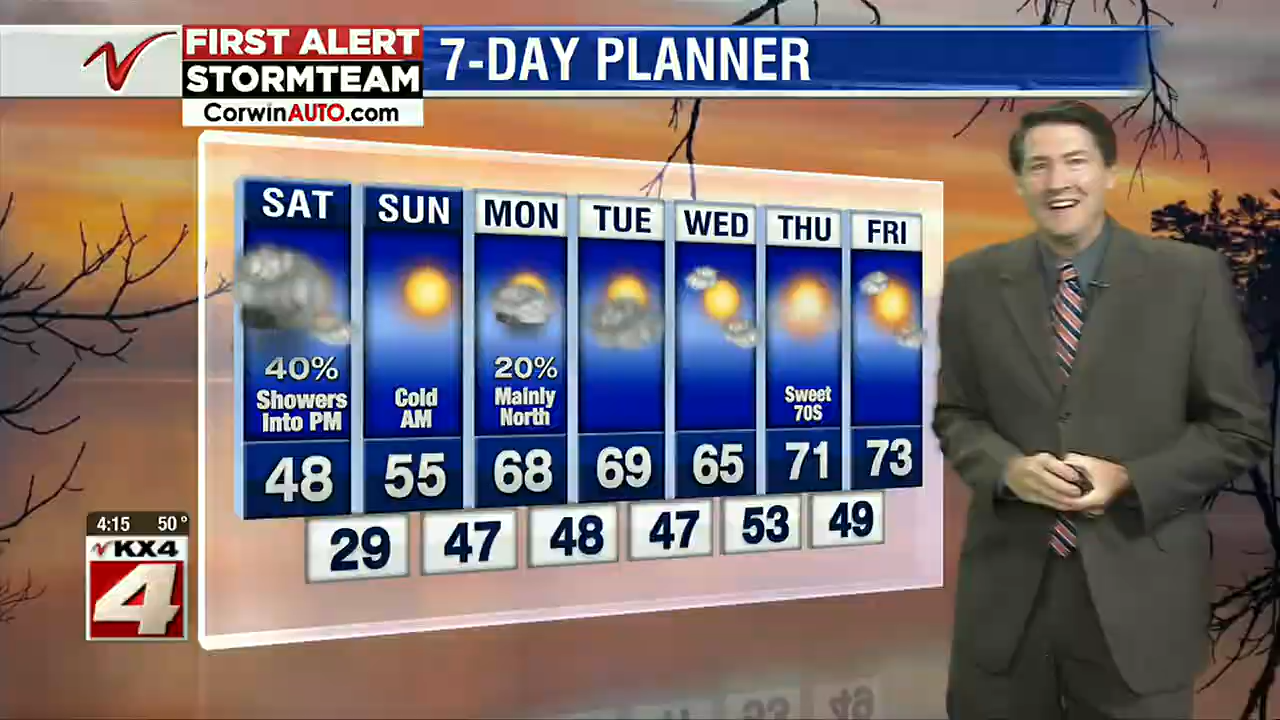 FIRST ALERT
STORMTEAM
CorwinAUTO.com
7-DAY PLANNER
SAT SUN MON TUE WED THU FRI
40% 20%
Showers Into PM
Cold AM
Mainly North
Sweet 70S
48 55 68 69 65 71 73
29 47 48 47 53 49
4:15 50°
KX4
4
53 49